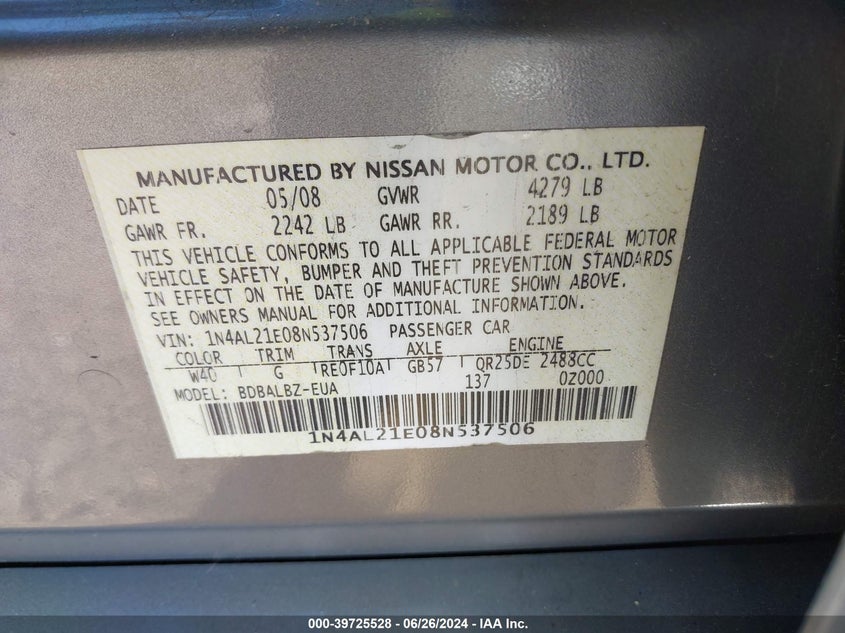 MANUFACTURED BY NISSAN MOTOR CO., LTD.
DATE 05/08 GVWR 4279 LB
GAWR FR. 2242 LB GAWR RR. 2189 LB
THIS VEHICLE CONFORMS TO ALL APPLICABLE FEDERAL MOTOR
VEHICLE SAFETY, BUMPER AND THEFT PREVENTION STANDARDS
IN EFFECT ON THE DATE OF MANUFACTURE SHOWN ABOVE.
SEE OWNERS MANUAL FOR ADDITIONAL INFORMATION.
VIN: 1N4AL21E08N537506 PASSENGER CAR
COLOR TRIM TRANS AXLE ENGINE
W40 G RE0F10A GB57 QR25DE 2488CC
MODEL: BDBALBZ-EUA 137 0Z000
1N4AL21E08N537506
000-39725528 - 06/26/2024 - IAA Inc.